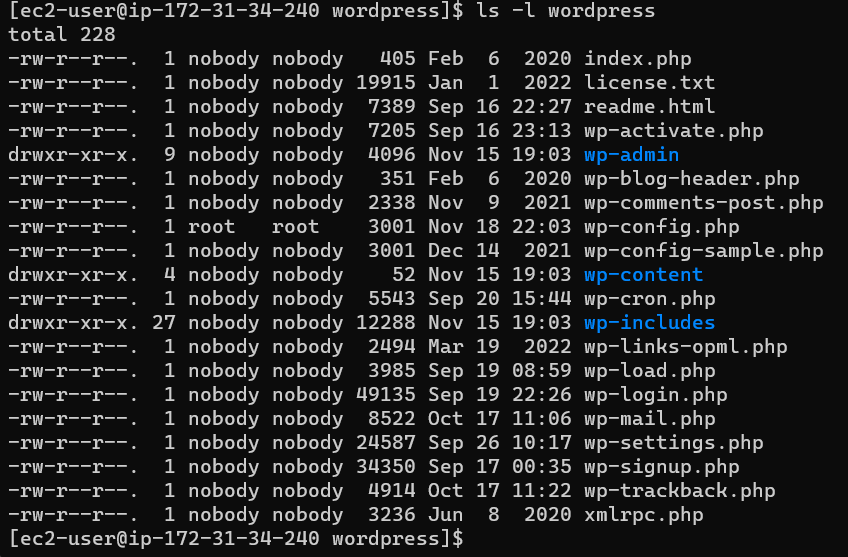 [ec2-user@ip-172-31-34-240 wordpress]$ ls -l wordpress
total 228
-rw-r--r--.  1 nobody nobody   405 Feb  6  2020 index.php
-rw-r--r--.  1 nobody nobody 19915 Jan  1  2022 license.txt
-rw-r--r--.  1 nobody nobody  7389 Sep 16 22:27 readme.html
-rw-r--r--.  1 nobody nobody  7205 Sep 16 23:13 wp-activate.php
drwxr-xr-x.  9 nobody nobody  4096 Nov 15 19:03 wp-admin
-rw-r--r--.  1 nobody nobody   351 Feb  6  2020 wp-blog-header.php
-rw-r--r--.  1 nobody nobody  2338 Nov  9  2021 wp-comments-post.php
-rw-r--r--.  1 root   root    3001 Nov 18 22:03 wp-config.php
-rw-r--r--.  1 nobody nobody  3001 Dec 14  2021 wp-config-sample.php
drwxr-xr-x.  4 nobody nobody    52 Nov 15 19:03 wp-content
-rw-r--r--.  1 nobody nobody  5543 Sep 20 15:44 wp-cron.php
drwxr-xr-x. 27 nobody nobody 12288 Nov 15 19:03 wp-includes
-rw-r--r--.  1 nobody nobody  2494 Mar 19  2022 wp-links-opml.php
-rw-r--r--.  1 nobody nobody  3985 Sep 19 08:59 wp-load.php
-rw-r--r--.  1 nobody nobody 49135 Sep 19 22:26 wp-login.php
-rw-r--r--.  1 nobody nobody  8522 Oct 17 11:06 wp-mail.php
-rw-r--r--.  1 nobody nobody 24587 Sep 26 10:17 wp-settings.php
-rw-r--r--.  1 nobody nobody 34350 Sep 17 00:35 wp-signup.php
-rw-r--r--.  1 nobody nobody  4914 Oct 17 11:22 wp-trackback.php
-rw-r--r--.  1 nobody nobody  3236 Jun  8  2020 xmlrpc.php
[ec2-user@ip-172-31-34-240 wordpress]$